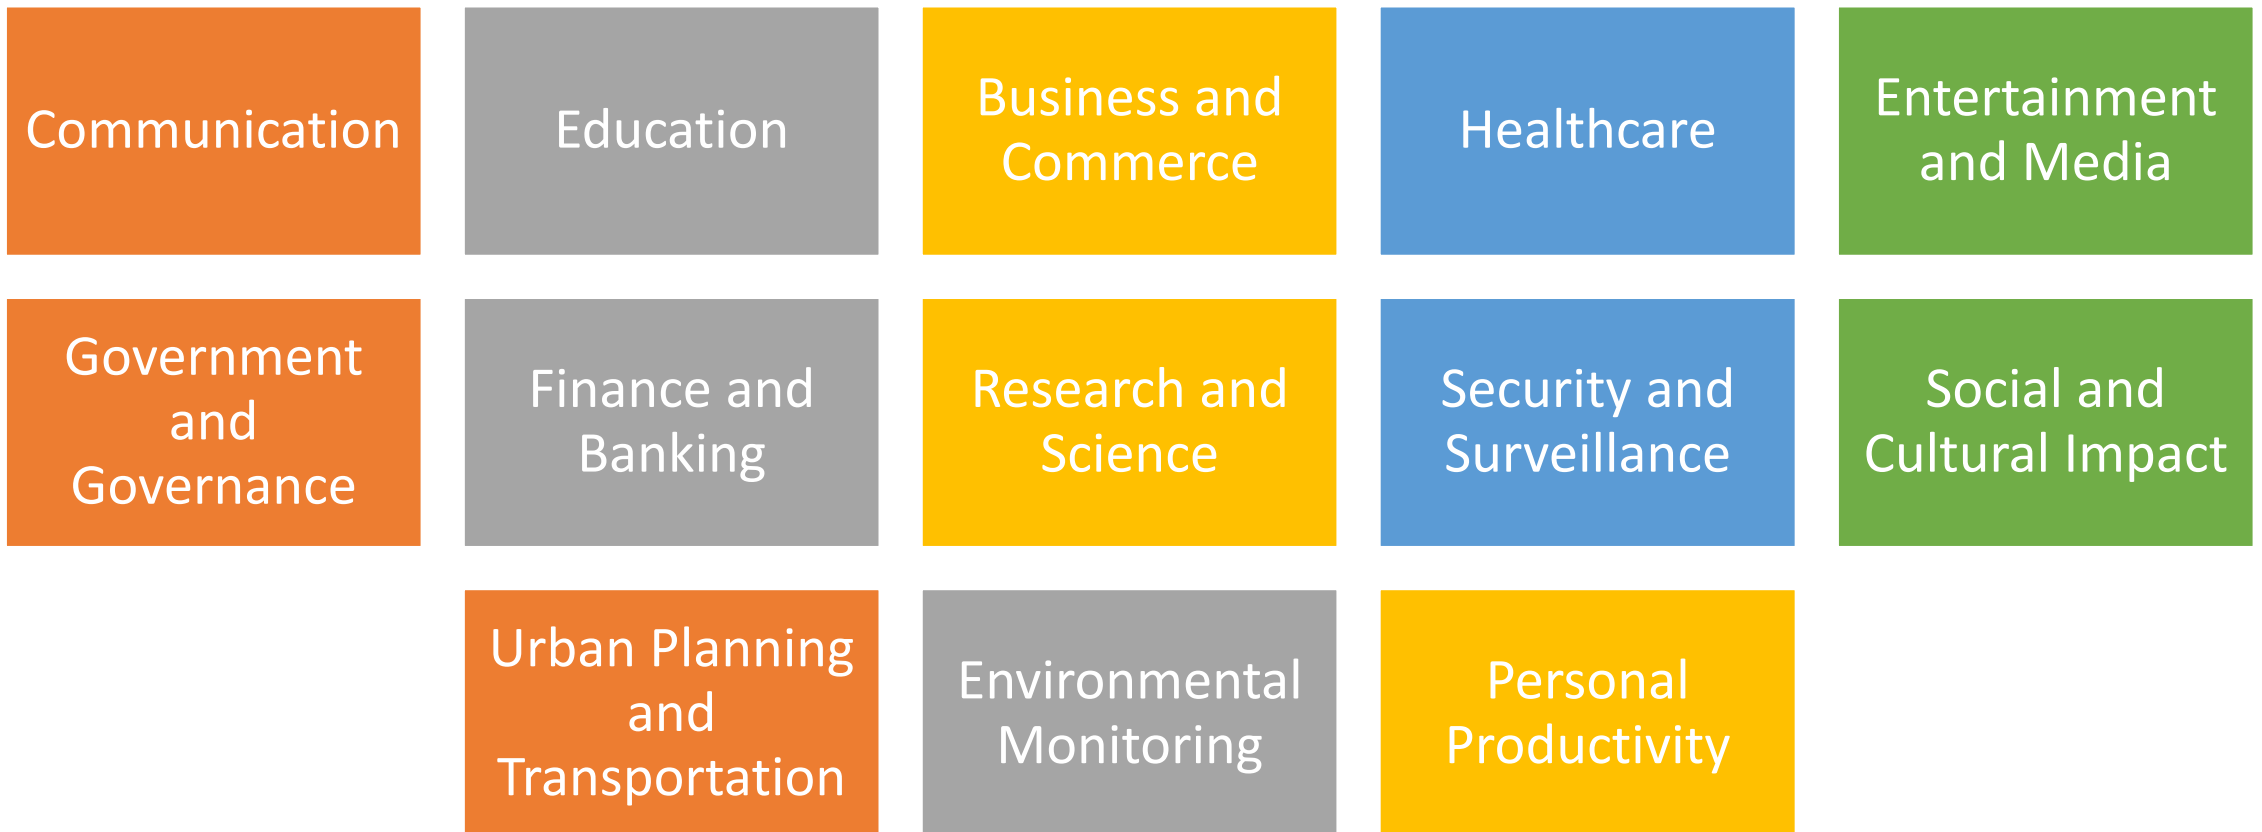 Communication
Education
Business and
Commerce
Healthcare
Entertainment
and Media
Government
and
Governance
Finance and
Banking
Research and
Science
Security and
Surveillance
Social and
Cultural Impact
Urban Planning
and
Transportation
Environmental
Monitoring
Personal
Productivity